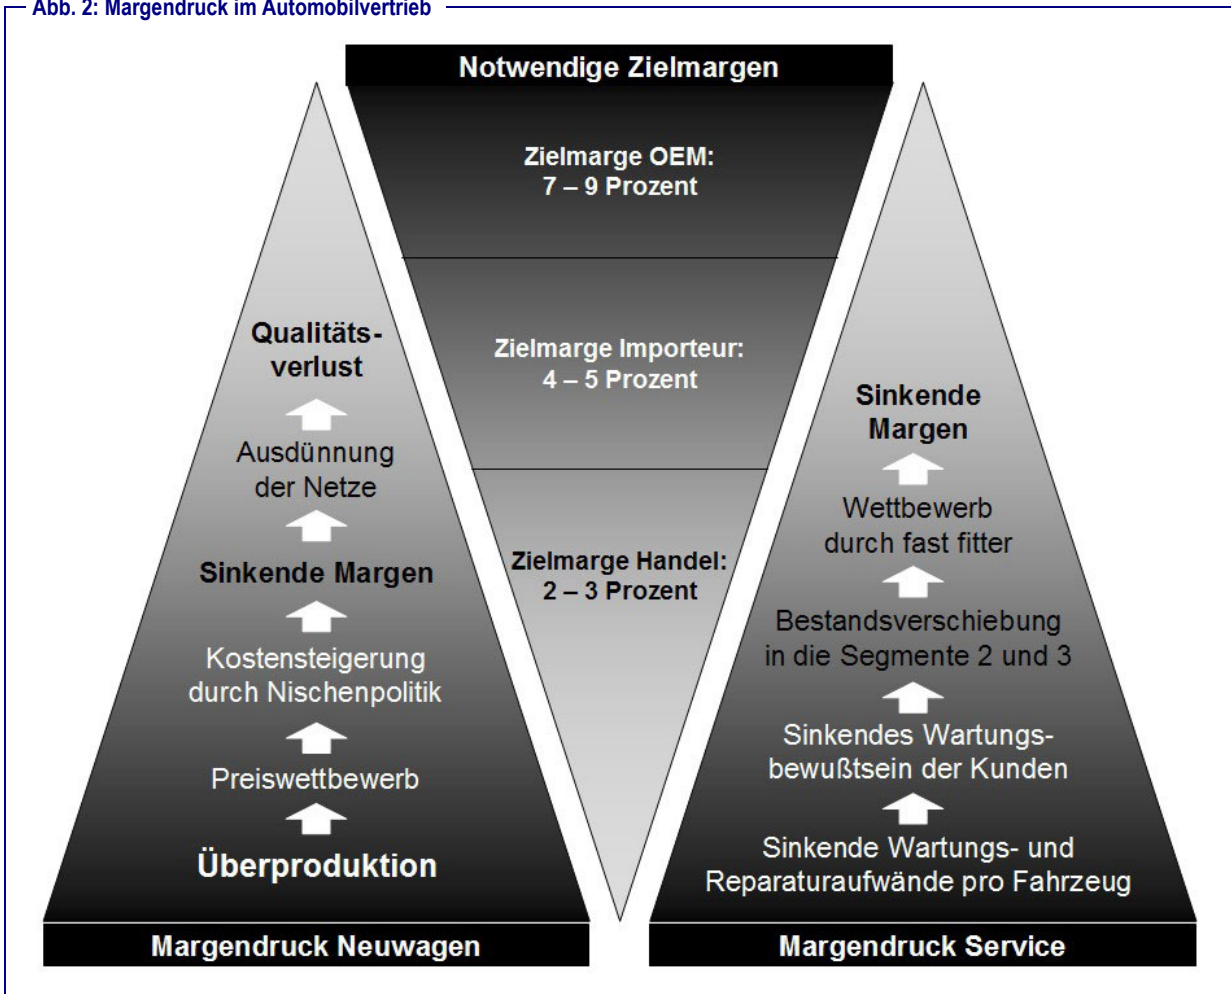 Abb. 2: Margendruck im Automobilvertrieb
Notwendige Zielmargen
Zielmarge OEM:
7 – 9 Prozent
Zielmarge Importeur:
4 – 5 Prozent
Zielmarge Handel:
2 – 3 Prozent
Qualitäts-
verlust
Ausdünnung
der Netze
Sinkende Margen
Kostensteigerung
durch Nischenpolitik
Preiswettbewerb
Überproduktion
Margendruck Neuwagen
Sinkende
Margen
Wettbewerb
durch fast fitter
Bestandsverschiebung
in die Segmente 2 und 3
Sinkendes Wartungs-
bewußtsein der Kunden
Sinkende Wartungs- und
Reparaturaufwände pro Fahrzeug
Margendruck Service